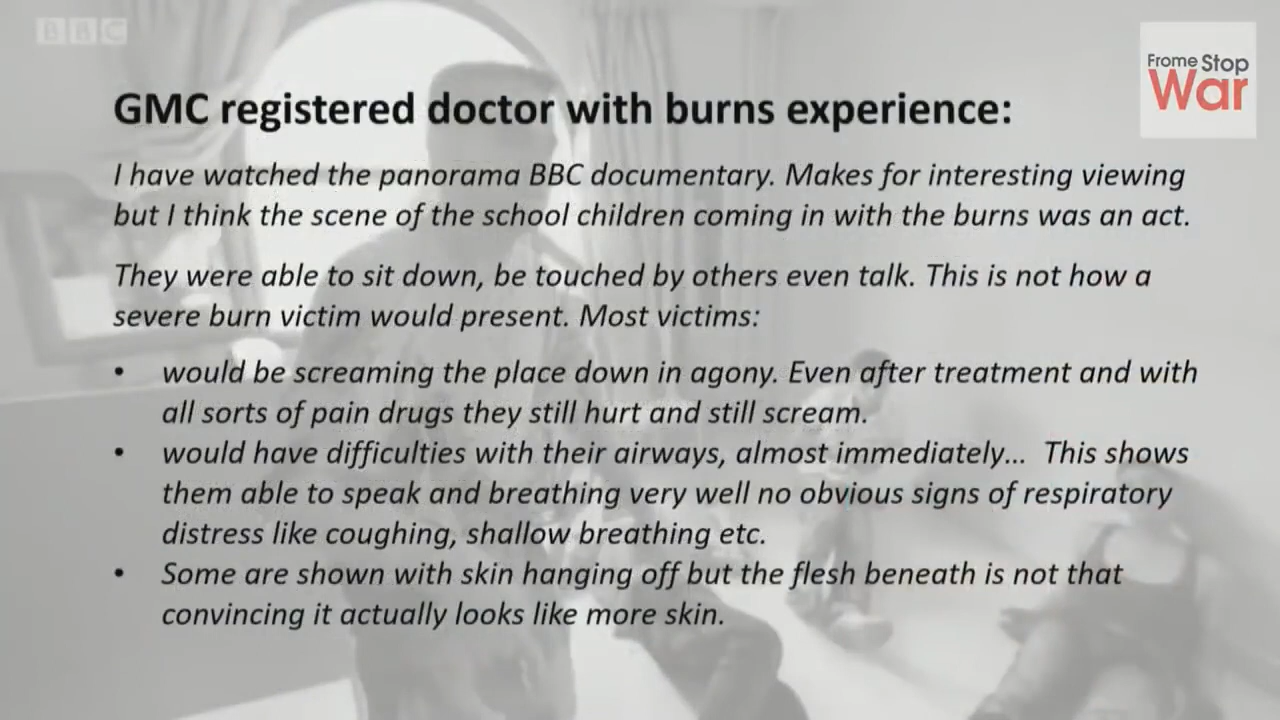 BBC
Frome Stop
War
GMC registered doctor with burns experience:
I have watched the panorama BBC documentary. Makes for interesting viewing
but I think the scene of the school children coming in with the burns was an act.
They were able to sit down, be touched by others even talk. This is not how a
severe burn victim would present. Most victims:
• would be screaming the place down in agony. Even after treatment and with
all sorts of pain drugs they still hurt and still scream.
• would have difficulties with their airways, almost immediately... This shows
them able to speak and breathing very well no obvious signs of respiratory
distress like coughing, shallow breathing etc.
• Some are shown with skin hanging off but the flesh beneath is not that
convincing it actually looks like more skin.